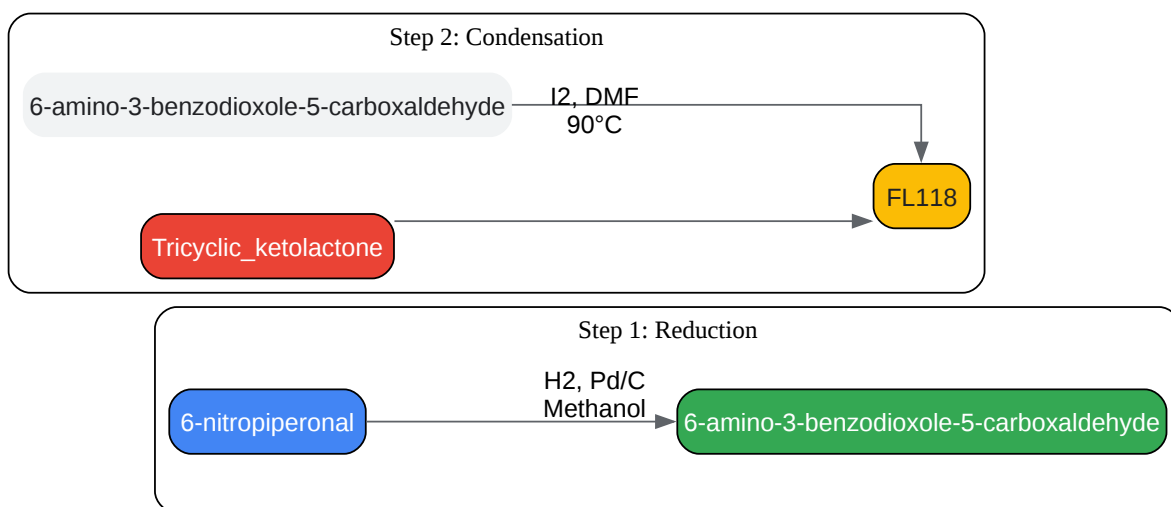 Step 2: Condensation
6-amino-3-benzodioxole-5-carboxaldehyde
I2, DMF
90°C
FL118
Tricyclic_ketolactone
Step 1: Reduction
6-nitropiperonal
H2, Pd/C
Methanol
6-amino-3-benzodioxole-5-carboxaldehyde